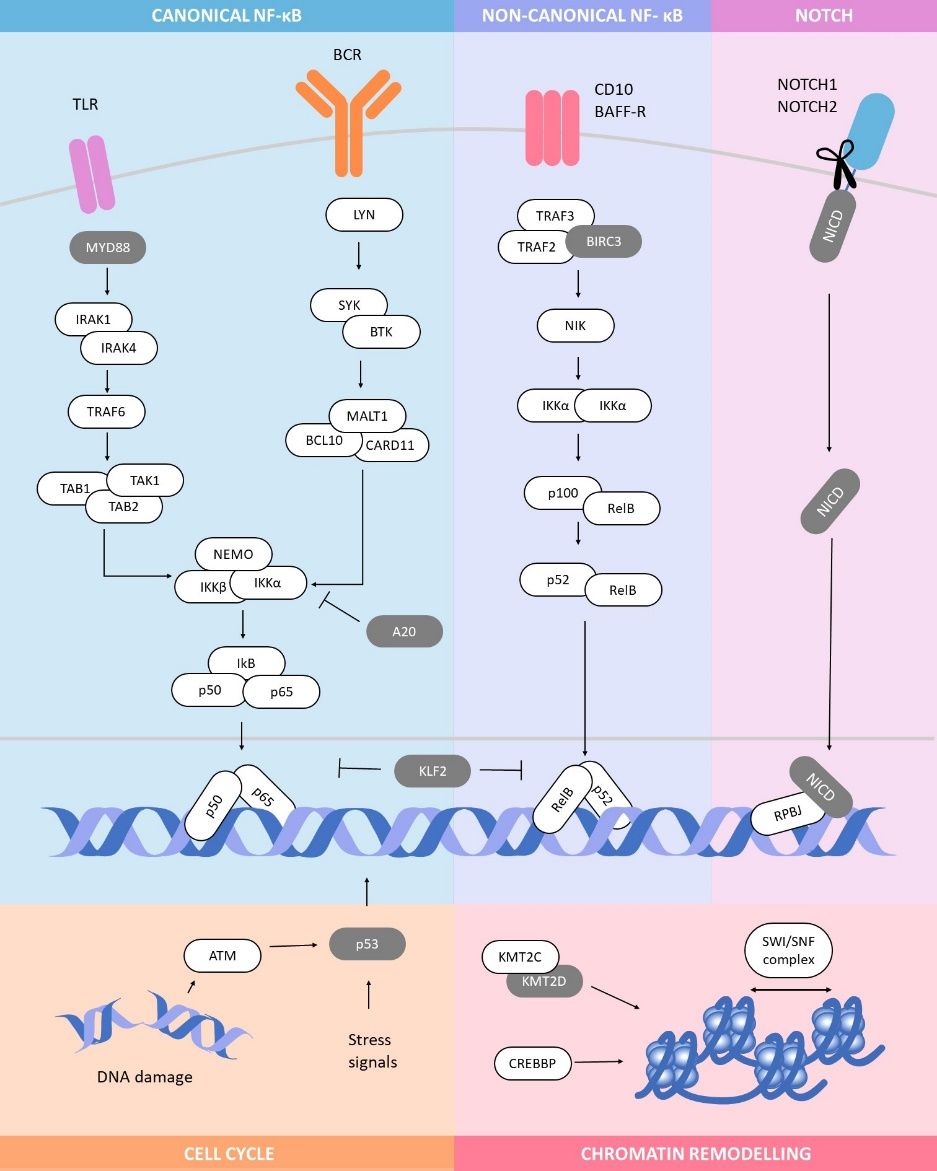 CANONICAL NF-κB
NON-CANONICAL NF- κB
NOTCH
TLR
BCR
MYD88
IRAK1
IRAK4
TRAF6
TAB1
TAK1
TAB2
LYN
SYK
BTK
MALT1
BCL10
CARD11
NEMO
IKKβ
IKKα
A20
IkB
p50
p65
p50
p65
KLF2
CD10
BAFF-R
TRAF3
TRAF2
BIRC3
NIK
IKKα
IKKα
p100
RelB
p52
RelB
RelB
p52
NOTCH1
NOTCH2
NICD
NICD
NICD
RPBJ
ATM
p53
DNA damage
Stress
signals
KMT2C
KMT2D
CREBBP
SWI/SNF
complex
CELL CYCLE
CHROMATIN REMODELLING